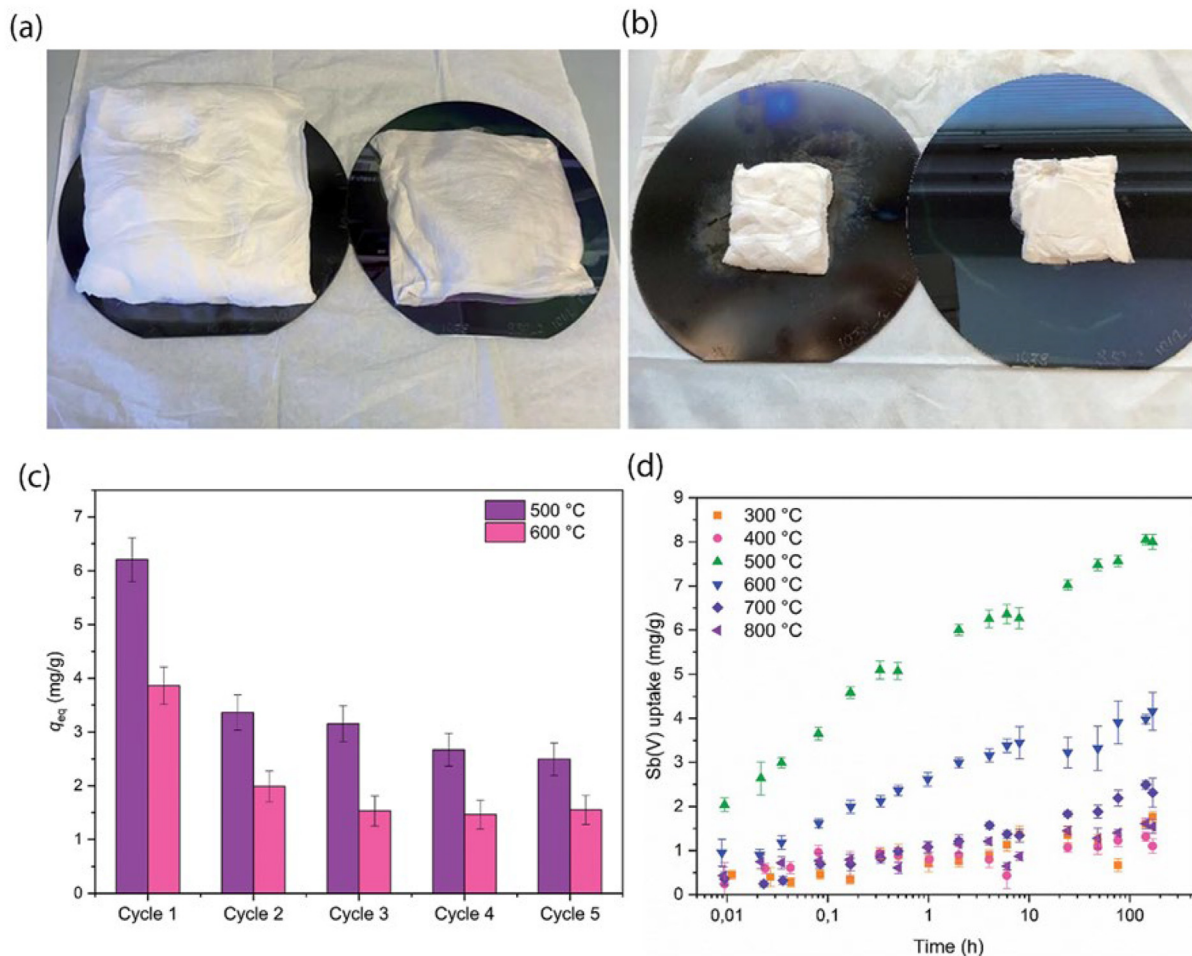 (a)
(b)
(c)
500 °C
600 °C
7
6
5
4
3
2
1
0
q_eq (mg/g)
Cycle 1
Cycle 2
Cycle 3
Cycle 4
Cycle 5
(d)
300 °C
400 °C
500 °C
600 °C
700 °C
800 °C
9
8
7
6
5
4
3
2
1
0
Sb(V) uptake (mg/g)
0,01
0,1
1
10
100
Time (h)